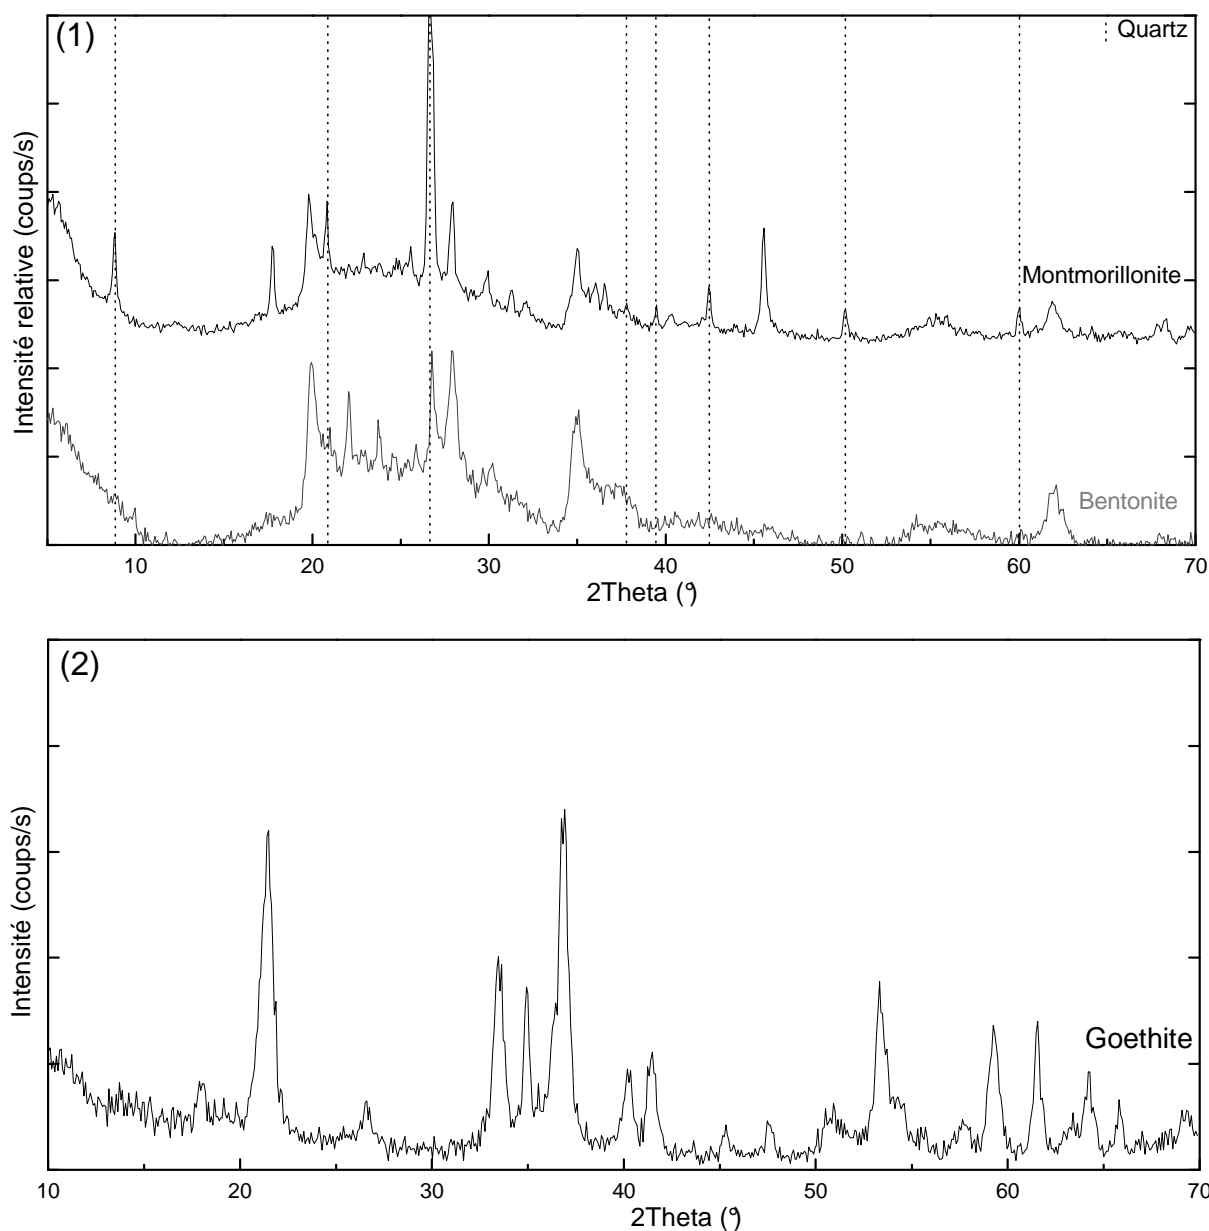 (1)
Quartz
Montmorillonite
Bentonite
Intensité relative (coups/s)
10 20 30 40 50 60 70
2Theta (°)
(2)
Goethite
Intensité (coups/s)
10 20 30 40 50 60 70
2Theta (°)